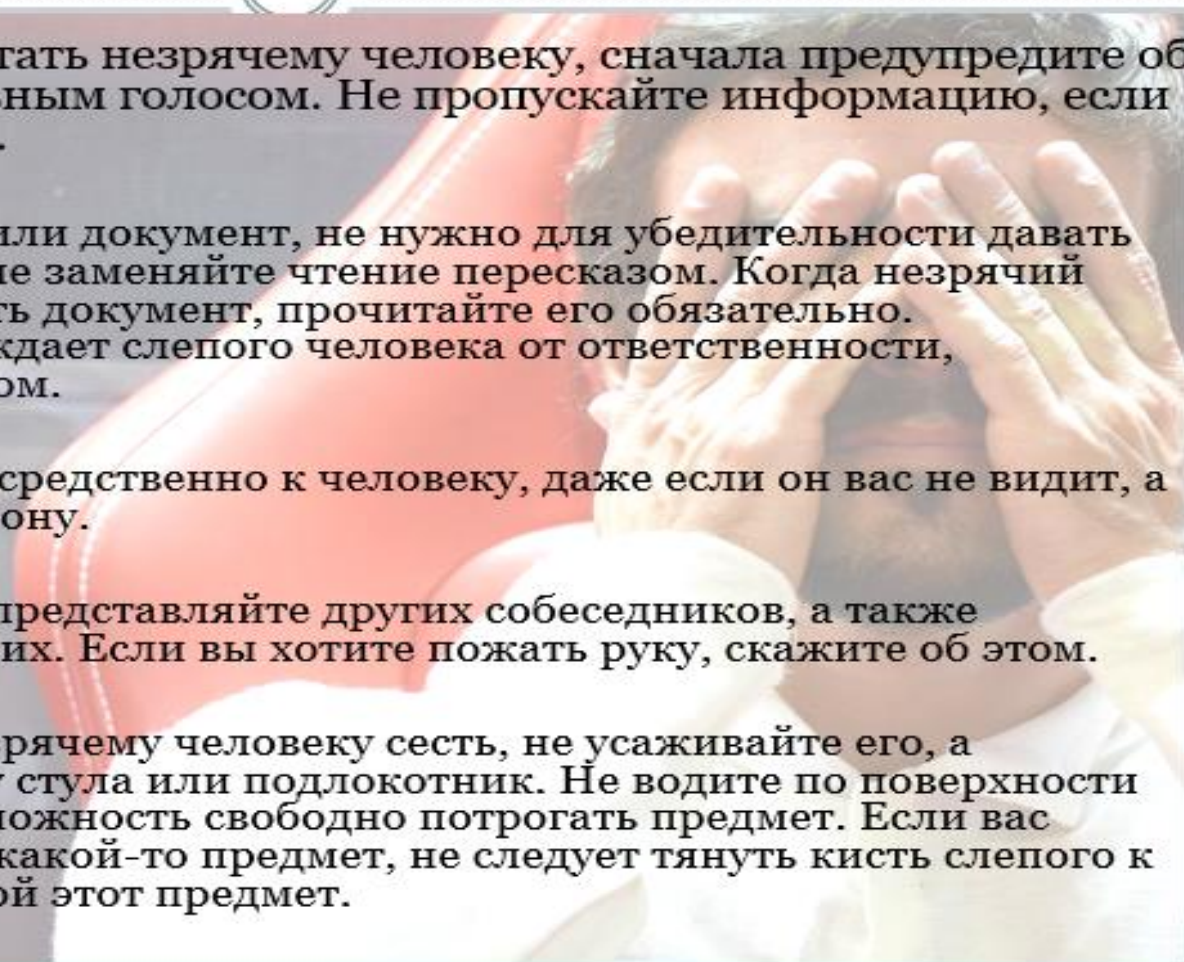 тать незрячему человеку, сначала предупредите об
ьным голосом. Не пропускайте информацию, если
.
или документ, не нужно для убедительности давать
не заменяйте чтение пересказом. Когда незрячий
ть документ, прочитайте его обязательно.
ждает слепого человека от ответственности,
ом.
средственно к человеку, даже если он вас не видит, а
ону.
представляйте других собеседников, а также
их. Если вы хотите пожать руку, скажите об этом.
рячему человеку сесть, не усаживайте его, а
у стула или подлокотник. Не водите по поверхности
ложность свободно потрогать предмет. Если вас
какой-то предмет, не следует тянуть кисть слепого к
ой этот предмет.